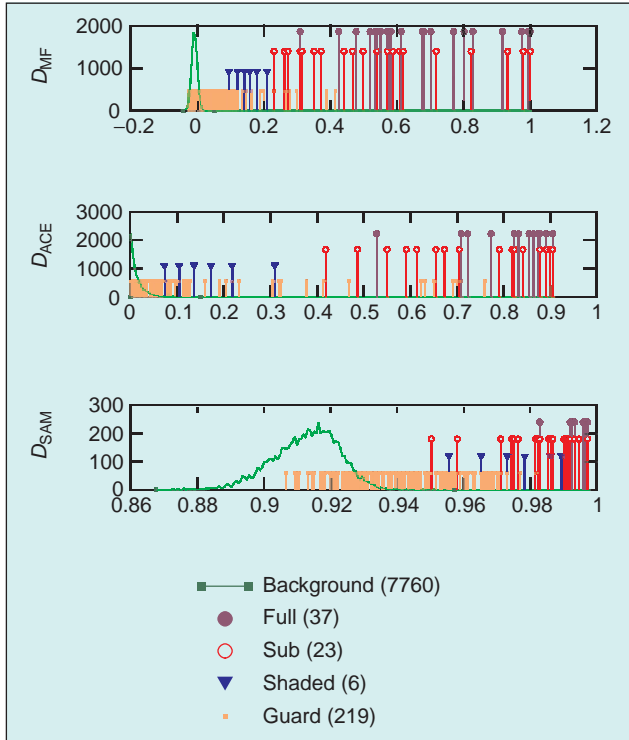 2000
1000
0
D_MF
−0.2 0 0.2 0.4 0.6 0.8 1 1.2
3000
2000
1000
0
D_ACE
0 0.1 0.2 0.3 0.4 0.5 0.6 0.7 0.8 0.9 1
300
200
100
0
D_SAM
0.86 0.88 0.9 0.92 0.94 0.96 0.98 1
Background (7760)
Full (37)
Sub (23)
Shaded (6)
Guard (219)